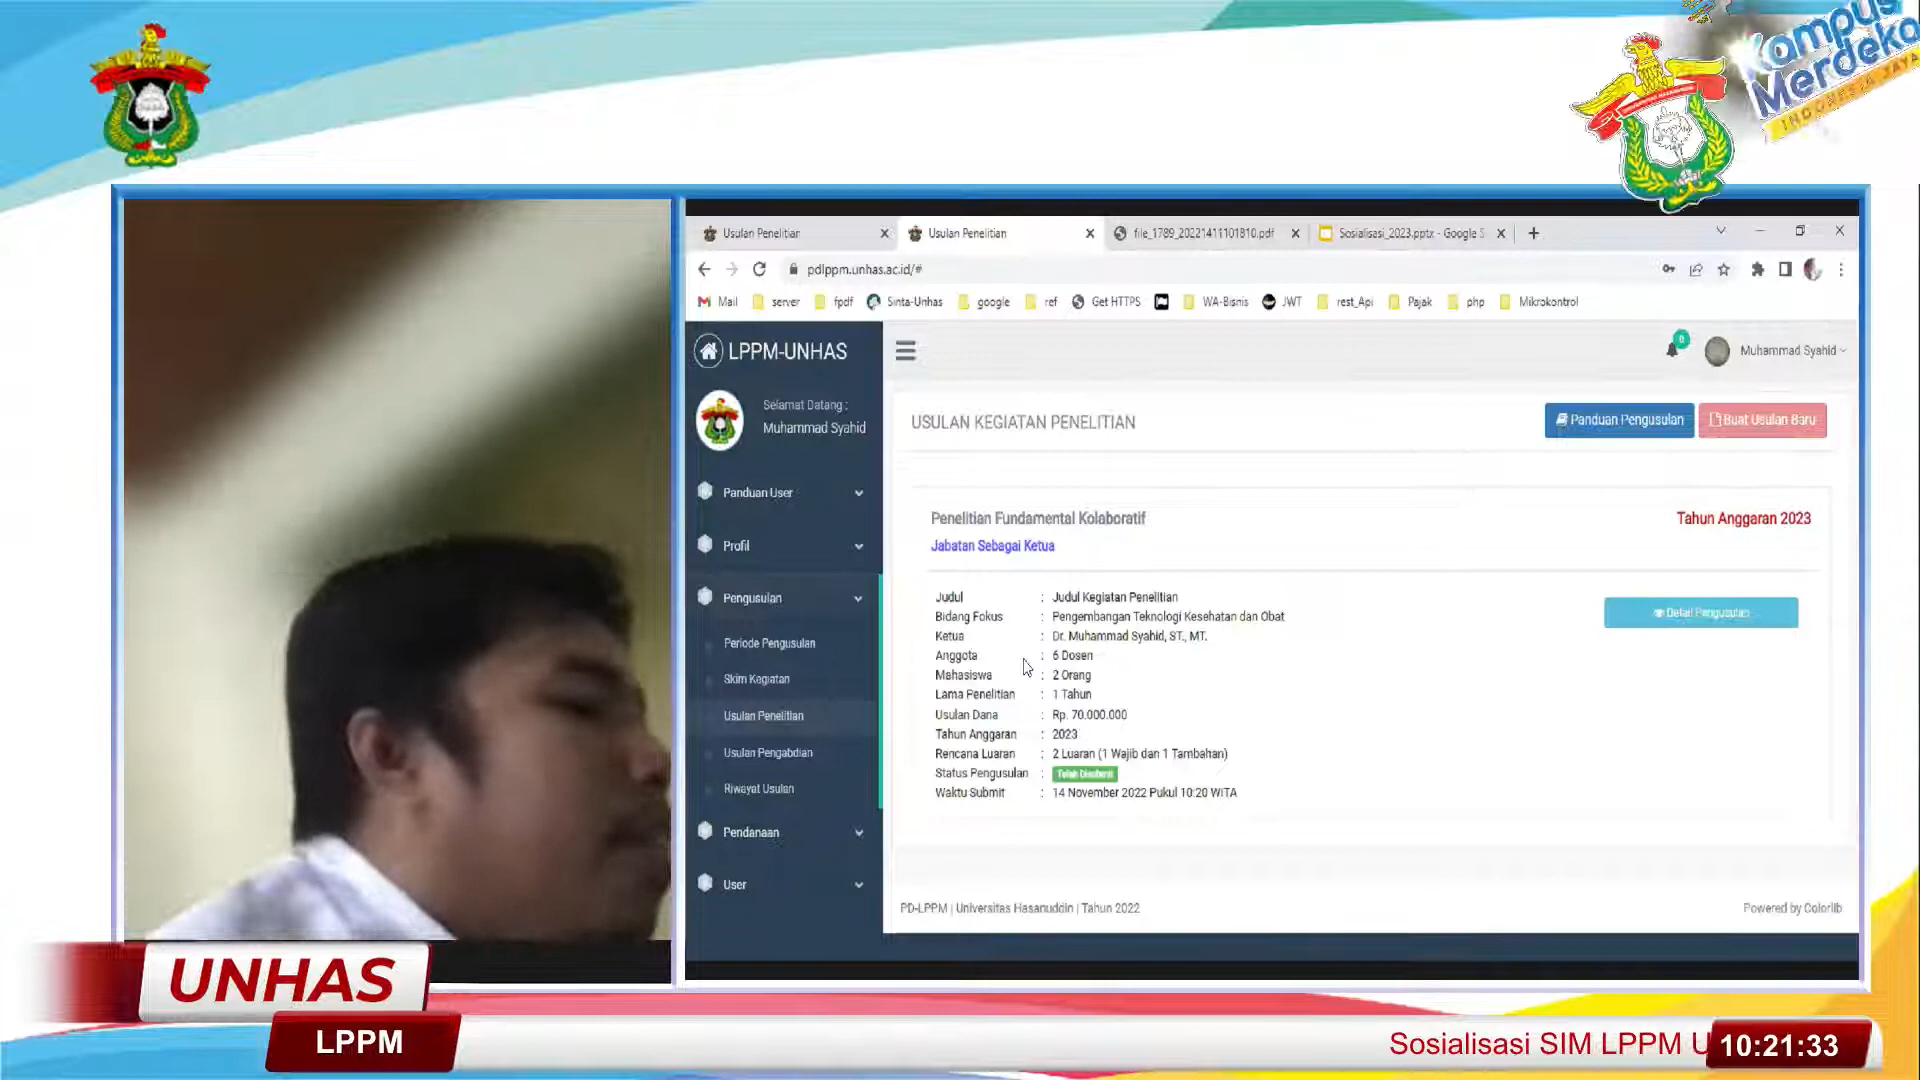 Kampus
Merdeka
INDONESIA JAYA
Usulan Penelitian
Usulan Penelitian
file_1789_20221411101810.pdf
Sosialisasi_2023.pptx - Google S
pdlppm.unhas.ac.id/#
Mail
server
fpdf
Sinta-Unhas
google
ref
Get HTTPS
WA-Bisnis
JWT
rest_Api
Pajak
php
Mikrokontrol
LPPM-UNHAS
0
Muhammad Syahid
Selamat Datang :
Muhammad Syahid
USULAN KEGIATAN PENELITIAN
Panduan Pengusulan
Buat Usulan Baru
Panduan User
Profil
Pengusulan
Periode Pengusulan
Skim Kegiatan
Usulan Penelitian
Usulan Pengabdian
Riwayat Usulan
Pendanaan
User
Penelitian Fundamental Kolaboratif
Tahun Anggaran 2023
Jabatan Sebagai Ketua
Judul : Judul Kegiatan Penelitian
Bidang Fokus : Pengembangan Teknologi Kesehatan dan Obat
Ketua : Dr. Muhammad Syahid, ST., MT.
Anggota : 6 Dosen
Mahasiswa : 2 Orang
Lama Penelitian : 1 Tahun
Usulan Dana : Rp. 70.000.000
Tahun Anggaran : 2023
Rencana Luaran : 2 Luaran (1 Wajib dan 1 Tambahan)
Status Pengusulan : Telah Disubmit
Waktu Submit : 14 November 2022 Pukul 10:20 WITA
Detail Pengusulan
PD-LPPM | Universitas Hasanuddin | Tahun 2022
Powered by Colorlib
UNHAS
LPPM
Sosialisasi SIM LPPM U
10:21:33